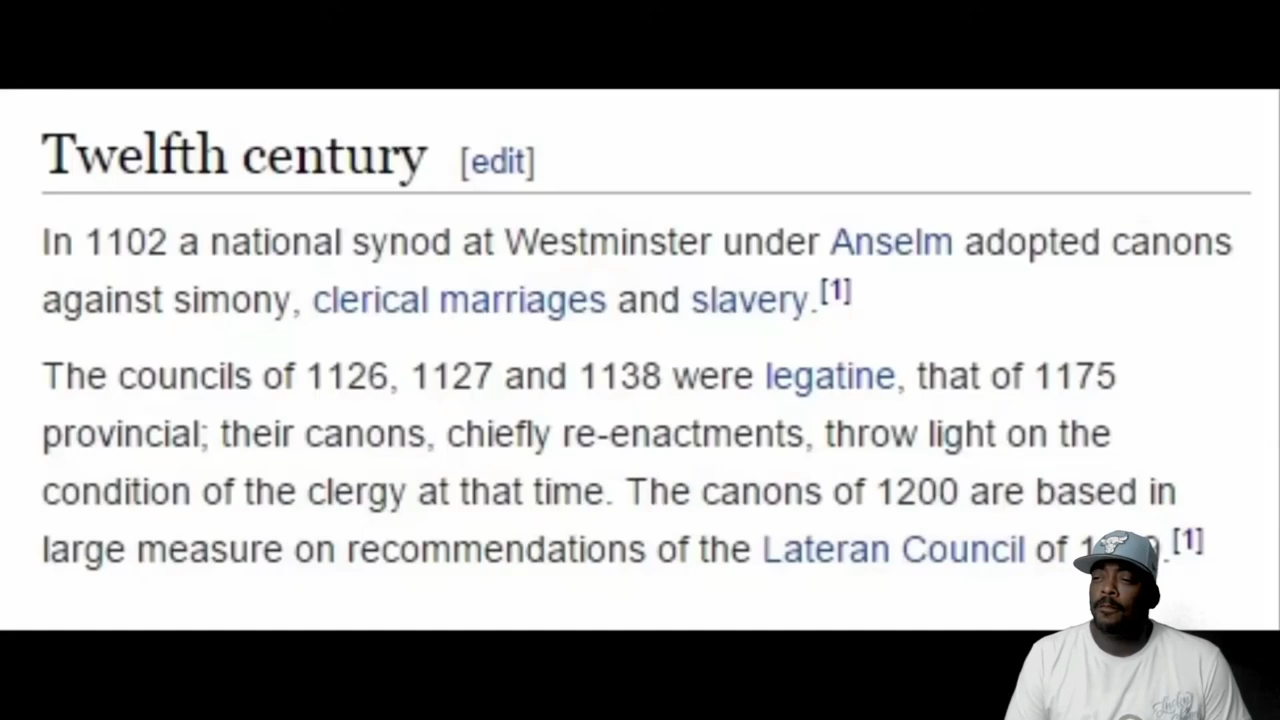 Twelfth century [edit]
In 1102 a national synod at Westminster under Anselm adopted canons
against simony, clerical marriages and slavery.[1]
The councils of 1126, 1127 and 1138 were legatine, that of 1175
provincial; their canons, chiefly re-enactments, throw light on the
condition of the clergy at that time. The canons of 1200 are based in
large measure on recommendations of the Lateran Council of .[1]